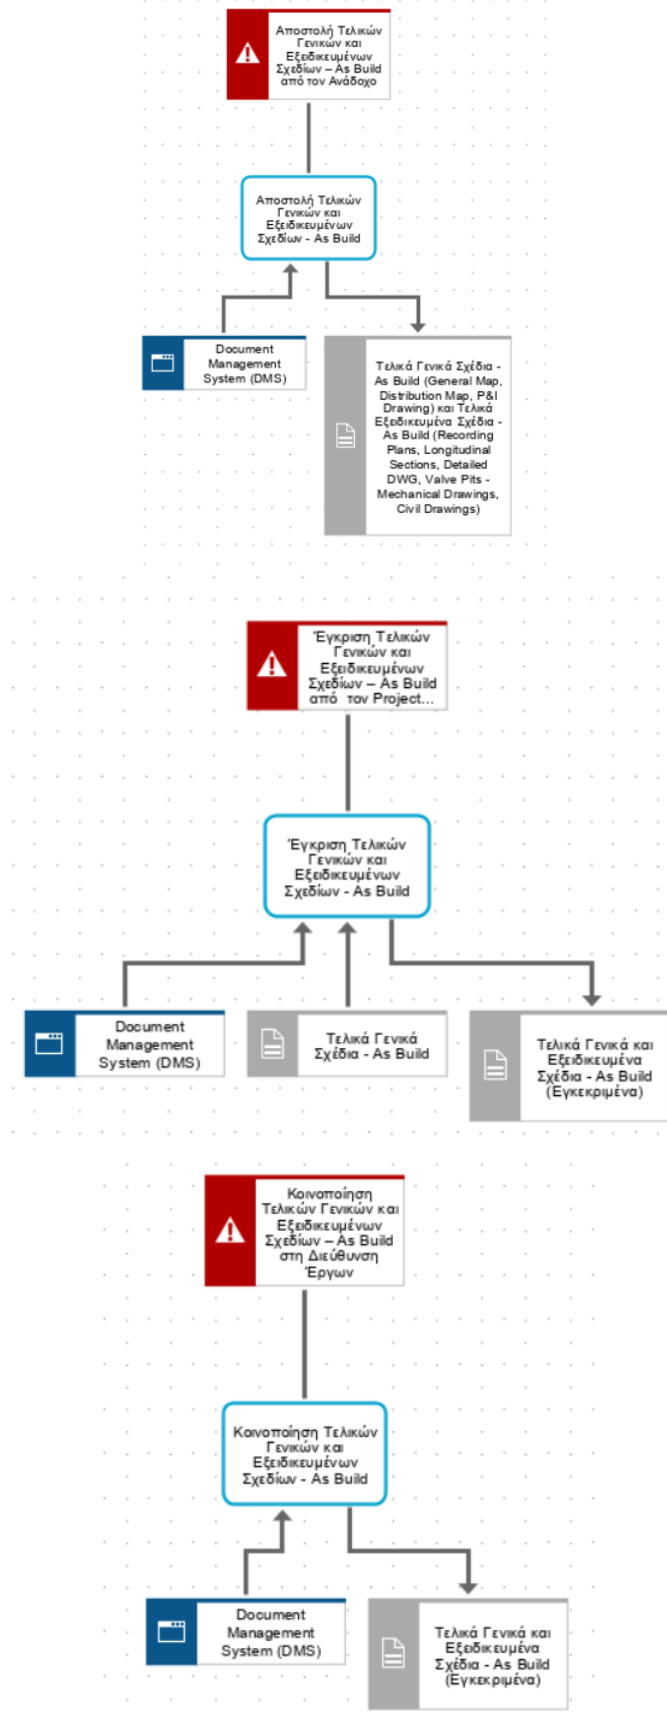 Αποστολή Τελικών
Γενικών και
Εξειδικευμένων
Σχεδίων – As Build
από τον Ανάδοχο
Αποστολή Τελικών
Γενικών και
Εξειδικευμένων
Σχεδίων - As Build
Document
Management
System (DMS)
Τελικά Γενικά Σχέδια -
As Build (General Map,
Distribution Map, P&I
Drawing) και Τελικά
Εξειδικευμένα Σχέδια -
As Build (Recording
Plans, Longitudinal
Sections, Detailed
DWG, Valve Pits -
Mechanical Drawings,
Civil Drawings)
Έγκριση Τελικών
Γενικών και
Εξειδικευμένων
Σχεδίων – As Build
από τον Project...
Έγκριση Τελικών
Γενικών και
Εξειδικευμένων
Σχεδίων - As Build
Document
Management
System (DMS)
Τελικά Γενικά
Σχέδια - As Build
Τελικά Γενικά και
Εξειδικευμένα
Σχέδια - As Build
(Εγκεκριμένα)
Κοινοποίηση
Τελικών Γενικών και
Εξειδικευμένων
Σχεδίων – As Build
στη Διεύθυνση
Έργων
Κοινοποίηση Τελικών
Γενικών και
Εξειδικευμένων
Σχεδίων - As Build
Document
Management
System (DMS)
Τελικά Γενικά και
Εξειδικευμένα
Σχέδια - As Build
(Εγκεκριμένα)